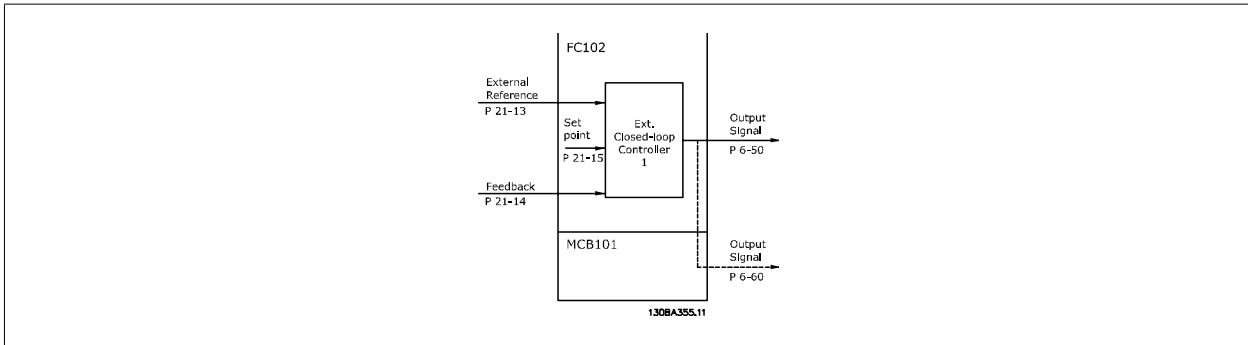 FC102
External
Reference
P 21-13
Set
point
P 21-15
Ext.
Closed-loop
Controller
1
Output
Signal
P 6-50
Feedback
P 21-14
MCB101
Output
Signal
P 6-60
130BA355.11